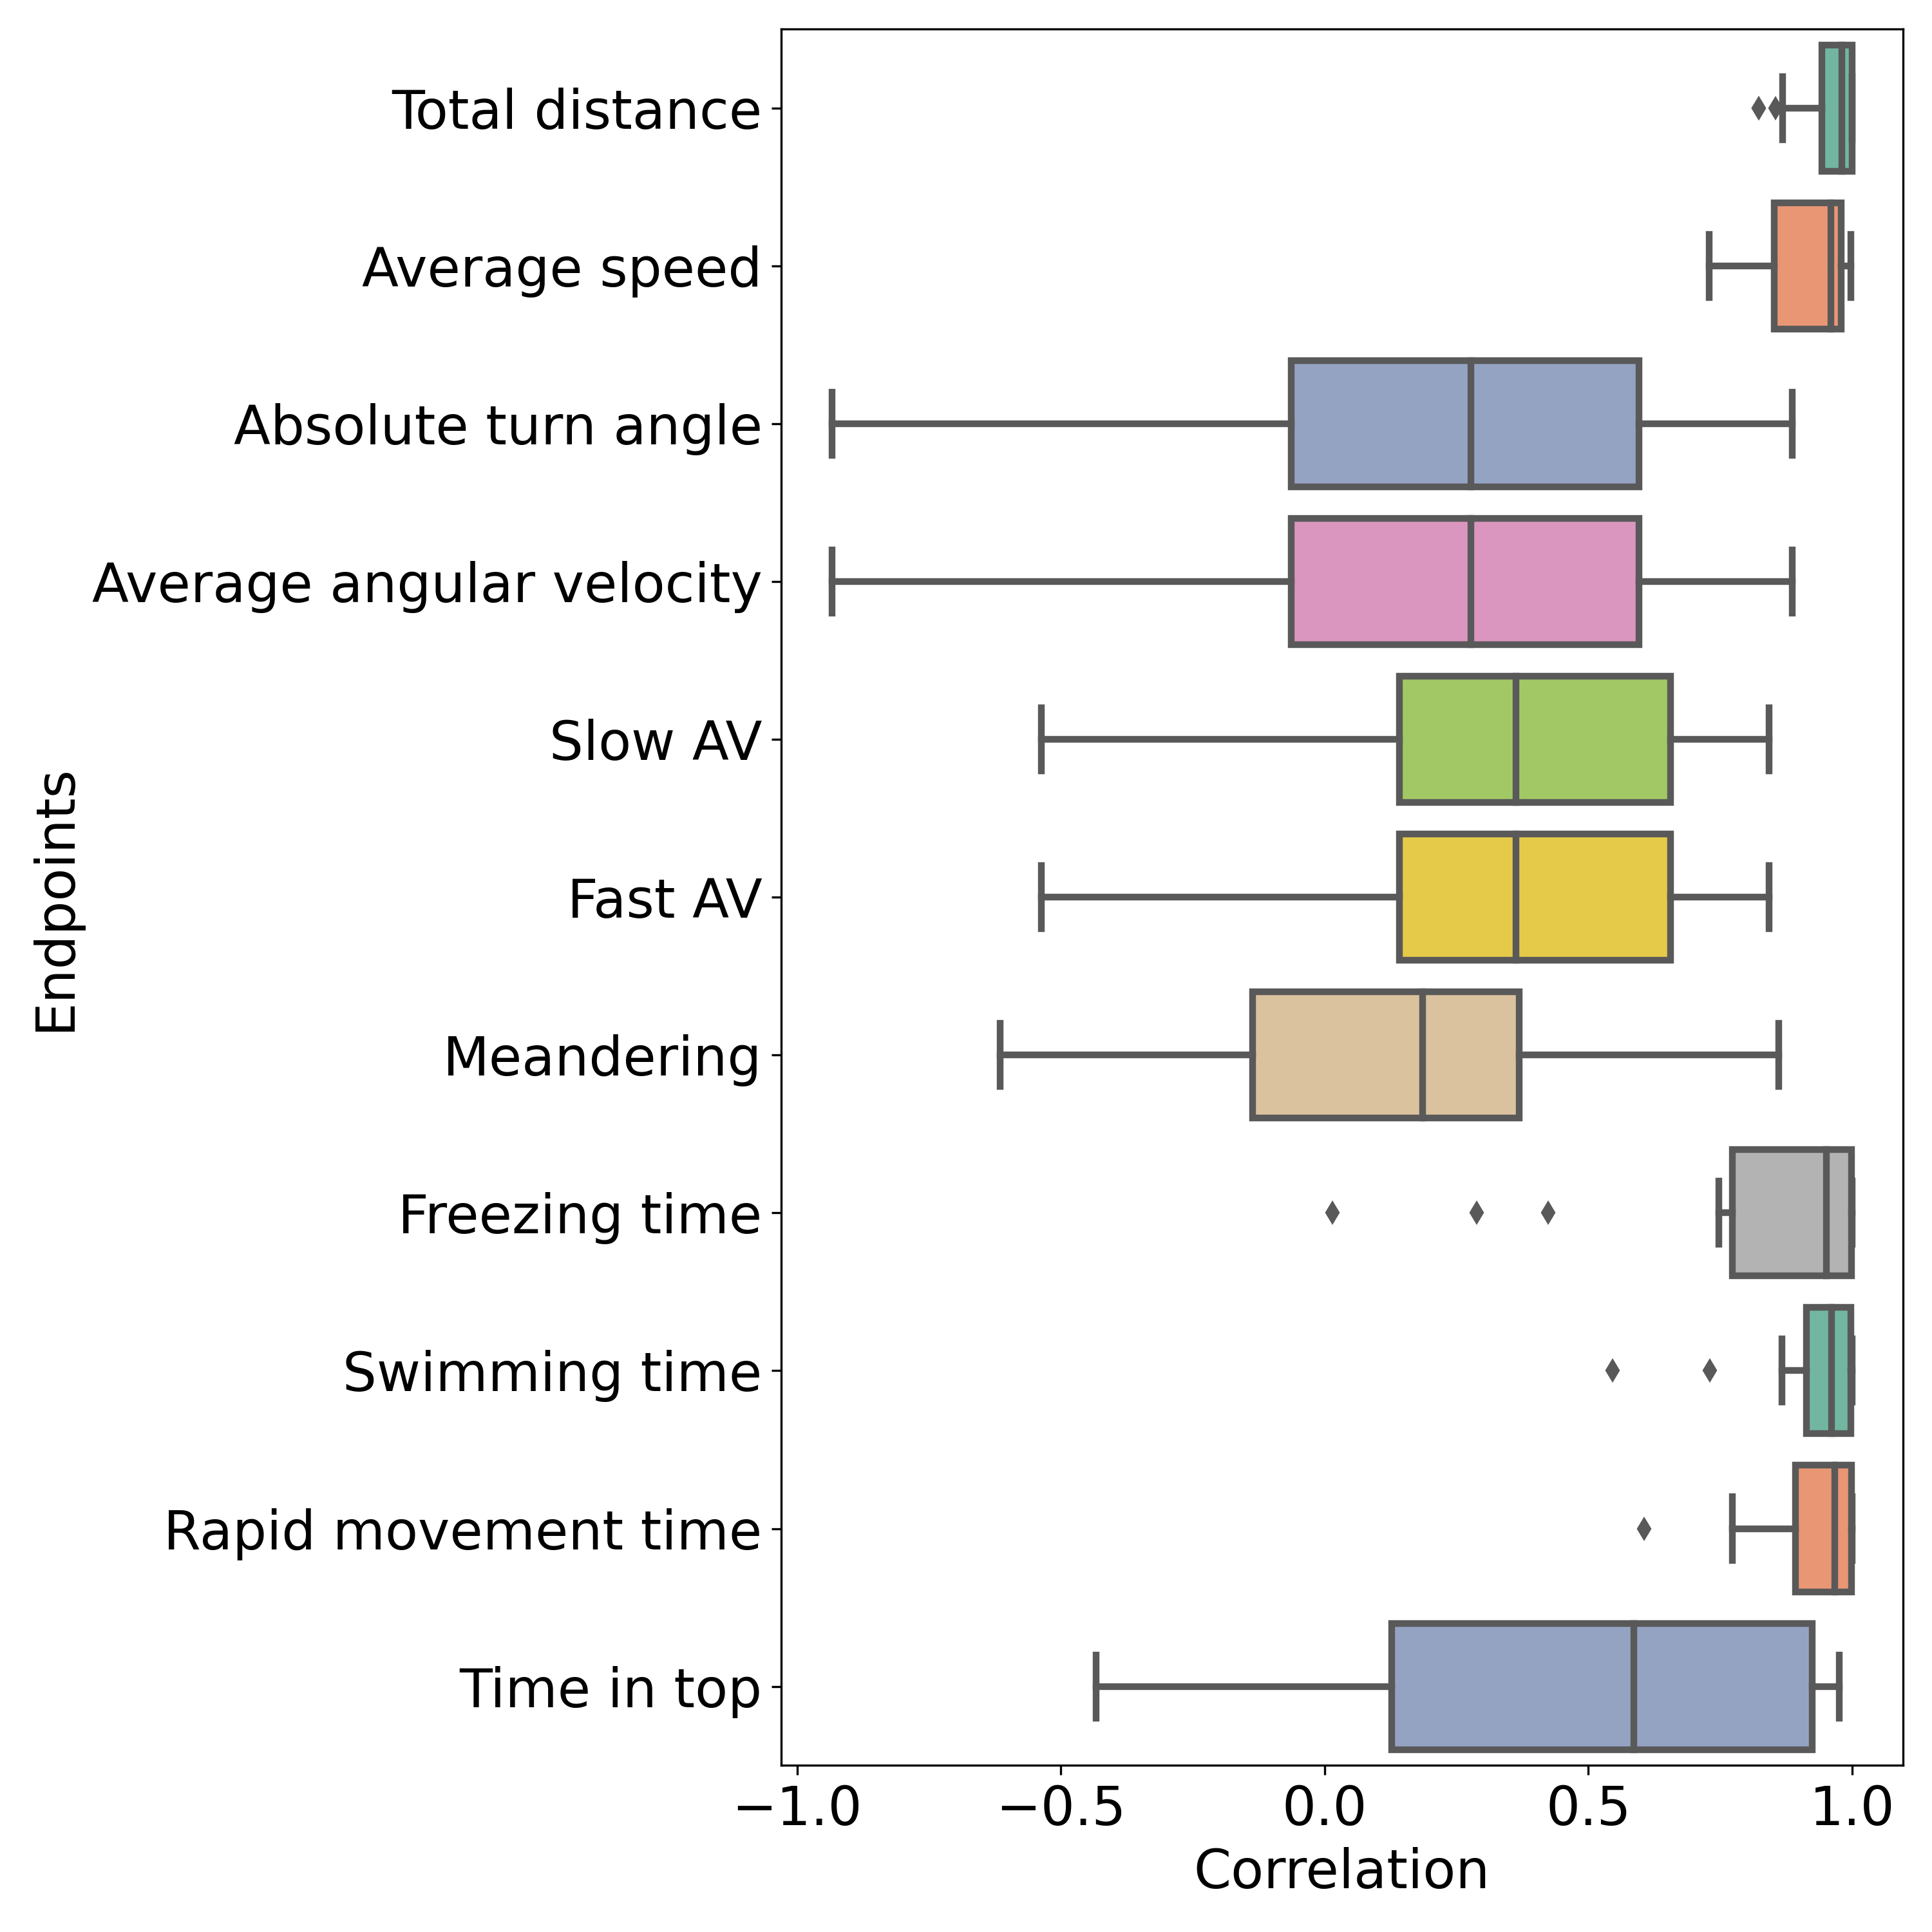 Total distance
Average speed
Absolute turn angle
Average angular velocity
Slow AV
Fast AV
Meandering
Freezing time
Swimming time
Rapid movement time
Time in top
Endpoints
−1.0 −0.5 0.0 0.5 1.0
Correlation